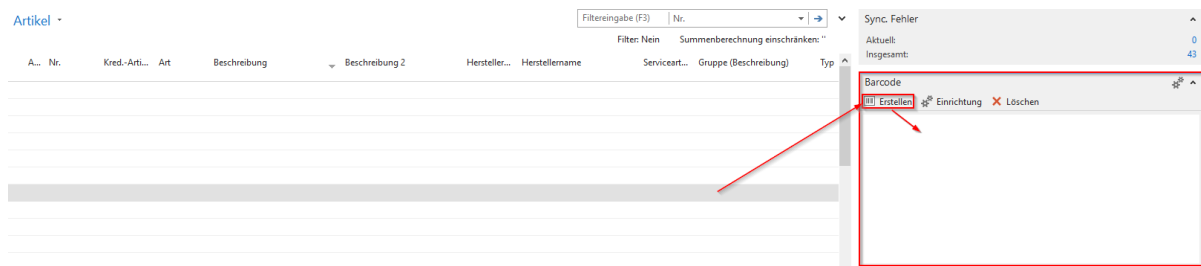 Artikel
Filtereingabe (F3) Nr.
Filter: Nein Summenberechnung einschränken: ''
A... Nr. Kred.-Arti... Art Beschreibung Beschreibung 2 Hersteller... Herstellername Serviceart... Gruppe (Beschreibung) Typ
Sync. Fehler
Aktuell: 0
Insgesamt: 43
Barcode
Erstellen Einrichtung Löschen